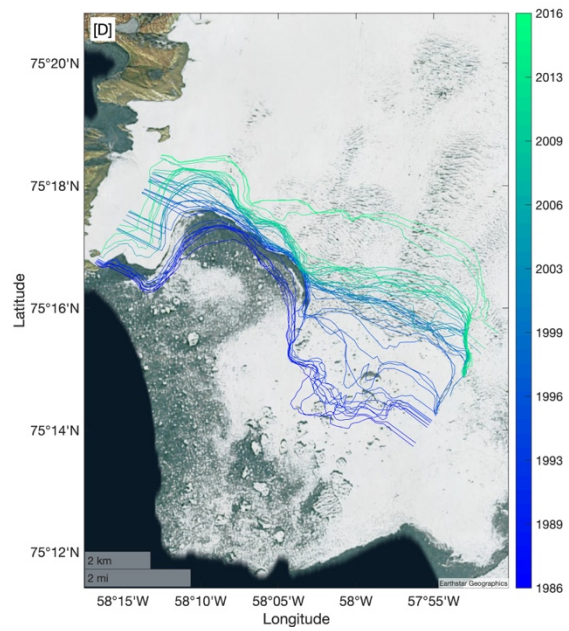 [D]
2016
2013
2009
2006
2003
1999
1996
1993
1989
1986
75°20'N
75°18'N
75°16'N
75°14'N
75°12'N
Latitude
2 km
2 mi
Earthstar Geographics
58°15'W 58°10'W 58°05'W 58°W 57°55'W
Longitude